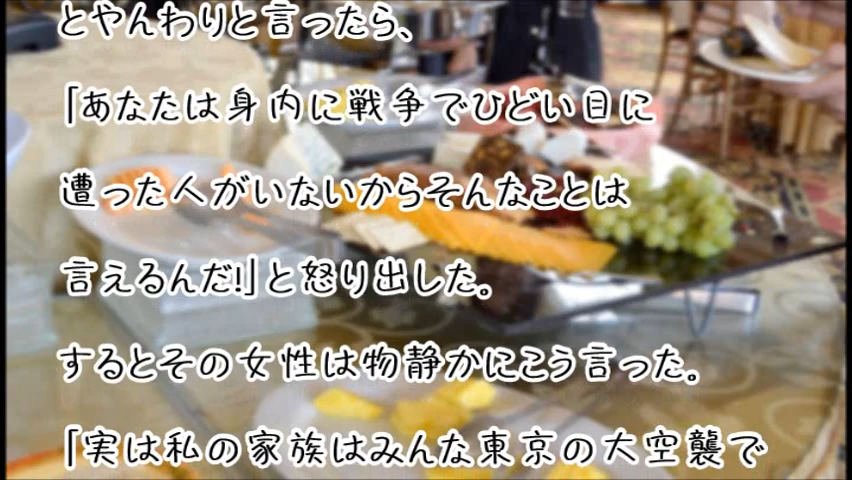 とやんわりと言ったら、
「あなたは身内に戦争でひどい目に
遭った人がいないからそんなことは
言えるんだ!」と怒り出した。
するとその女性は物静かにこう言った。
「実は私の家族はみんな東京の大空襲で